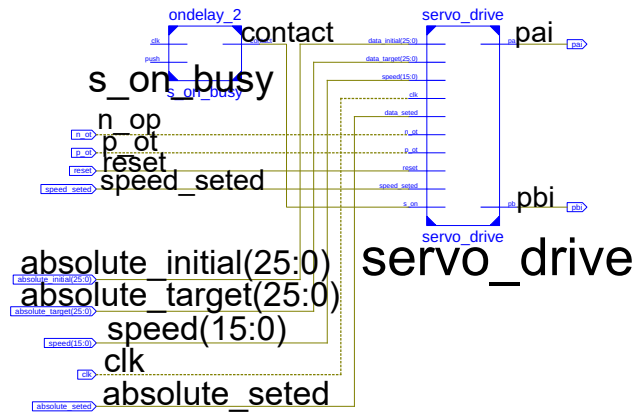 ondelay_2
contact
clk
push
s_on_busy
servo_drive
data_initial(25:0)
data_target(25:0)
speed(15:0)
clk
data_seted
n_ot
p_ot
reset
speed_seted
s_on
pa
pb
servo_drive
servo_drive
pai
pai
pbi
pbi
s_on_busy
n_op
n_ot
p_ot
p_ot
reset
reset
speed_seted
speed_seted
absolute_initial(25:0)
absolute_initial(25:0)
absolute_target(25:0)
absolute_target(25:0)
speed(15:0)
speed(15:0)
clk
clk
absolute_seted
absolute_seted